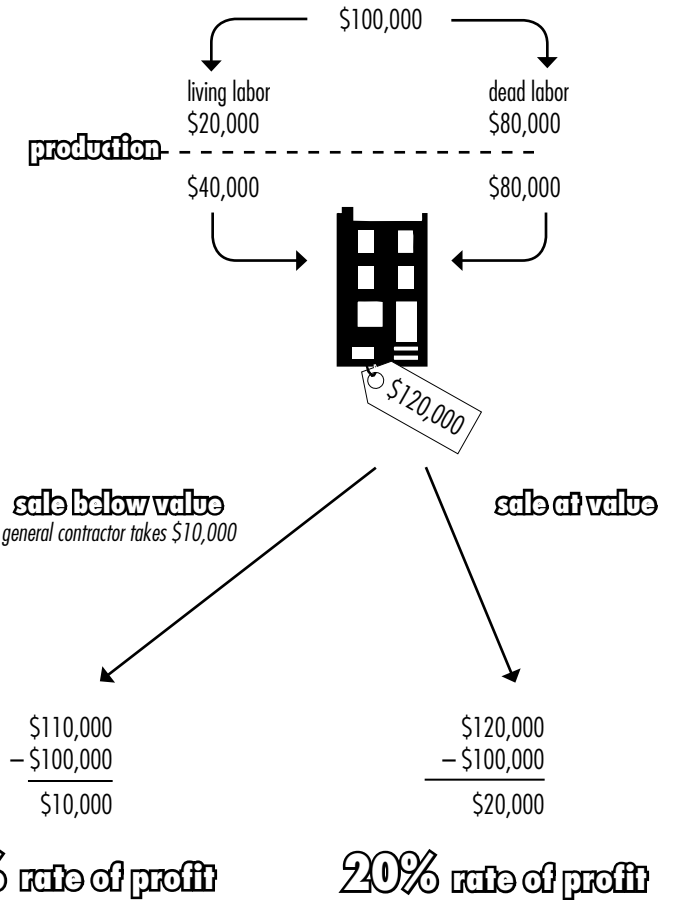 $100,000
living labor
$20,000
dead labor
$80,000
production
$40,000
$80,000
$120,000
sale below value
general contractor takes $10,000
sale at value
$110,000
– $100,000
$10,000
$120,000
– $100,000
$20,000
% rate of profit
20% rate of profit